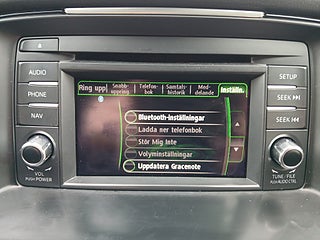 AUDIO
PHONE
NAV
VOL
PUSH POWER
Ring upp
Snabb-
uppring.
Telefon-
bok
Samtals-
historik
Med-
delande
Inställn.
Bluetooth-inställningar
Ladda ner telefonbok
Stör Mig Inte
Volyminställningar
Uppdatera Gracenote
SETUP
SEEK
SEEK
TUNE/FILE
PUSH AUDIO CTRL